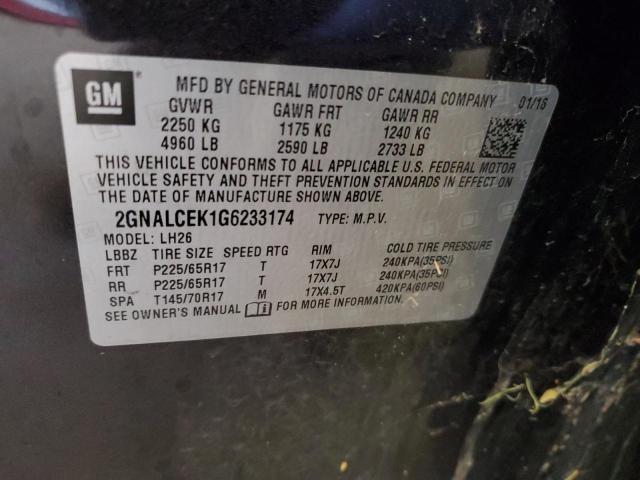 GM
MFD BY GENERAL MOTORS OF CANADA COMPANY 01/16
GVWR GAWR FRT GAWR RR
2250 KG 1175 KG 1240 KG
4960 LB 2590 LB 2733 LB
THIS VEHICLE CONFORMS TO ALL APPLICABLE U.S. FEDERAL MOTOR
VEHICLE SAFETY AND THEFT PREVENTION STANDARDS IN EFFECT ON
THE DATE OF MANUFACTURE SHOWN ABOVE.
2GNALCEK1G6233174 TYPE: M.P.V.
MODEL: LH26
LBBZ TIRE SIZE SPEED RTG RIM COLD TIRE PRESSURE
FRT P225/65R17 T 17X7J 240KPA(35PSI)
RR P225/65R17 T 17X7J 240KPA(35PSI)
SPA T145/70R17 M 17X4.5T 420KPA(60PSI)
SEE OWNER'S MANUAL FOR MORE INFORMATION.